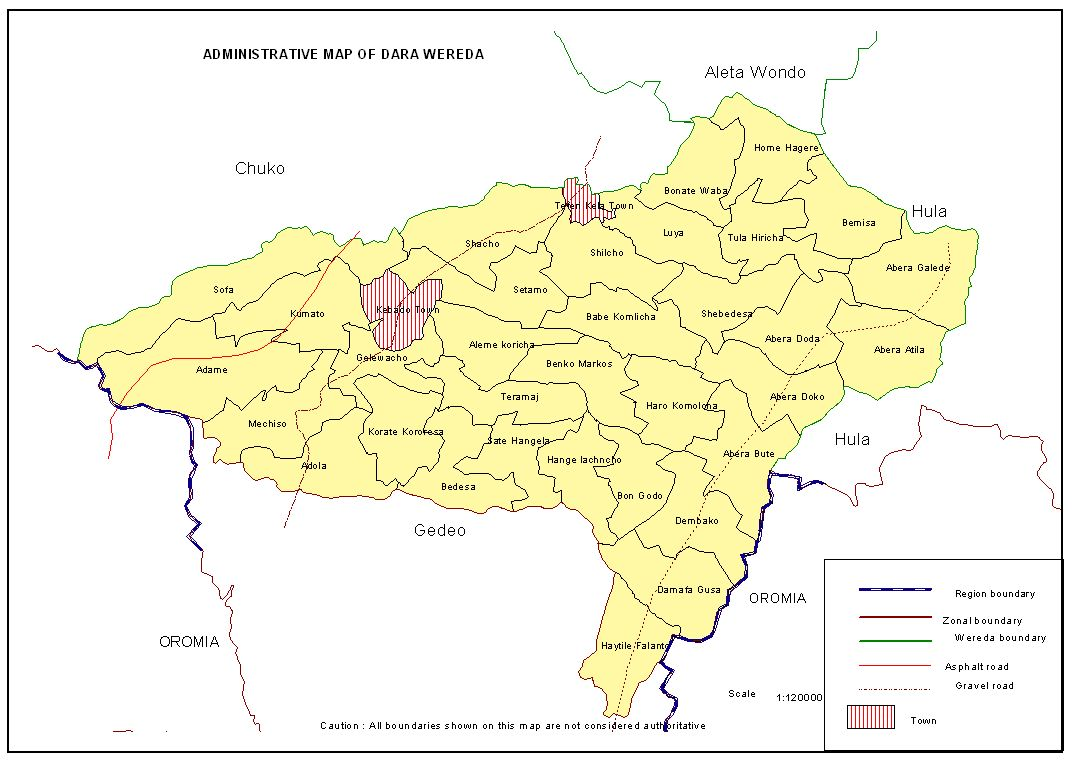 ADMINISTRATIVE MAP OF DARA WEREDA
Aleta Wondo
Home Hagere
Chuko
Bonate Waba
Teferi Kela Town
Hula
Bemisa
Luya
Tula Hiricha
Shacho
Shilcho
Abera Galede
Sofa
Setamo
Kumato
Kebado Town
Babe Komlicha
Shebedesa
Abera Doda
Aleme koricha
Abera Atila
Gelewacho
Benko Markos
Adame
Teramaj
Abera Doko
Haro Komolcha
Mechiso
Korate Kororesa
Sate Hangela
Hula
Abera Bute
Hange lachncho
Adola
Bedesa
Bon Godo
Gedeo
Dembako
Damafa Gusa
OROMIA
Region boundary
Zonal boundary
Wereda boundary
OROMIA
Haytile Falanto
Asphalt road
Gravel road
Scale 1:120000
Town
Caution : All boundaries shown on this map are not considered authoritative